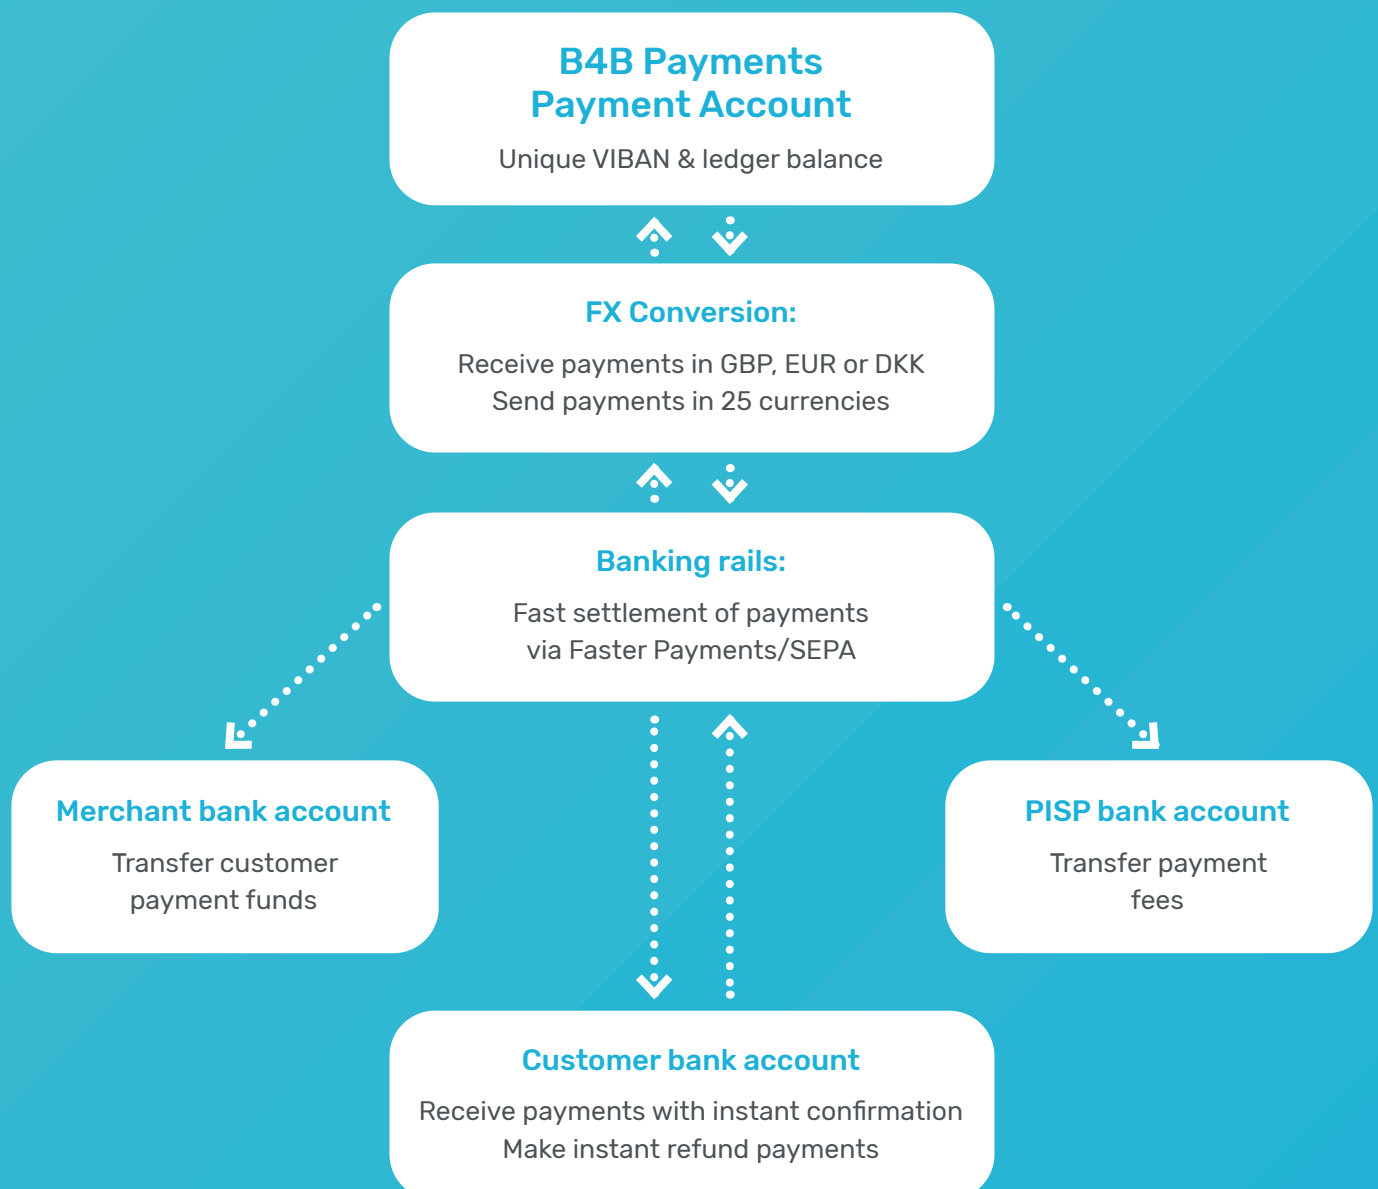 B4B Payments
Payment Account
Unique VIBAN & ledger balance
FX Conversion:
Receive payments in GBP, EUR or DKK
Send payments in 25 currencies
Banking rails:
Fast settlement of payments
via Faster Payments/SEPA
Merchant bank account
Transfer customer
payment funds
PISP bank account
Transfer payment
fees
Customer bank account
Receive payments with instant confirmation
Make instant refund payments